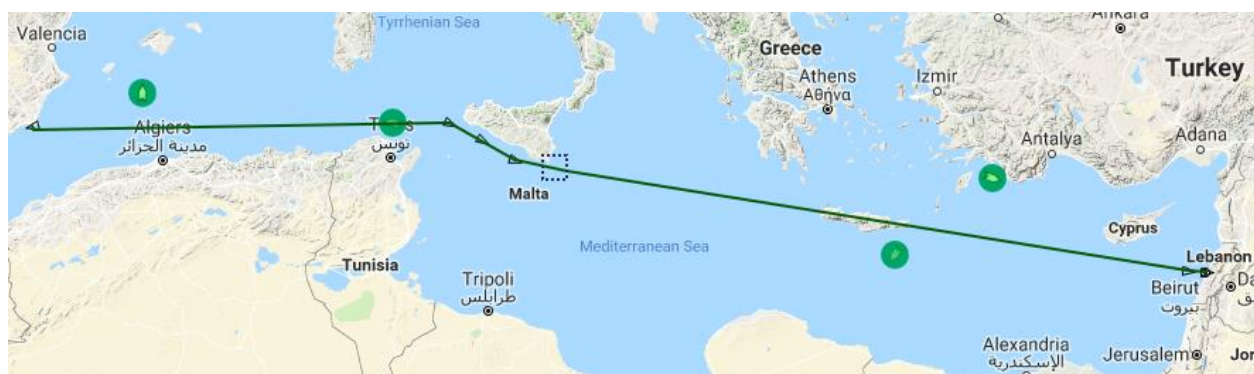 Valencia
Tyrrhenian Sea
Ankara
Greece
Turkey
Athens
Αθήνα
Izmir
Algiers
مدينة الجزائر
تونس
Antalya
Adana
Malta
Cyprus
Mediterranean Sea
Tunisia
Lebanon
Tripoli
طرابلس
Beirut
بيروت
Alexandria
الإسكندرية
Jerusalem